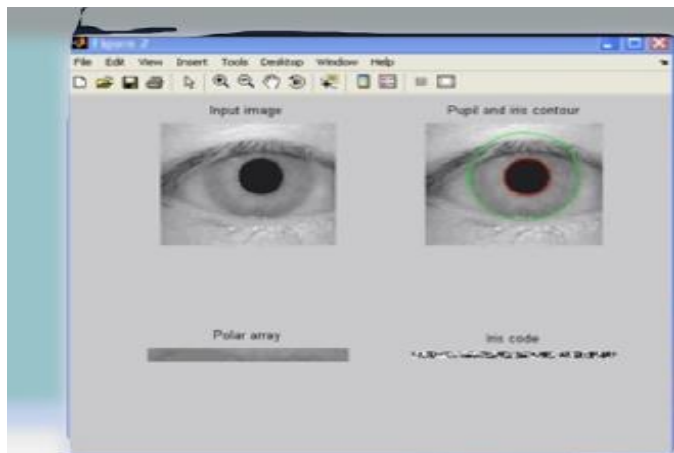 Figure 2
File Edit View Insert Tools Desktop Window Help
Input image
Pupil and iris contour
Polar array
Iris code